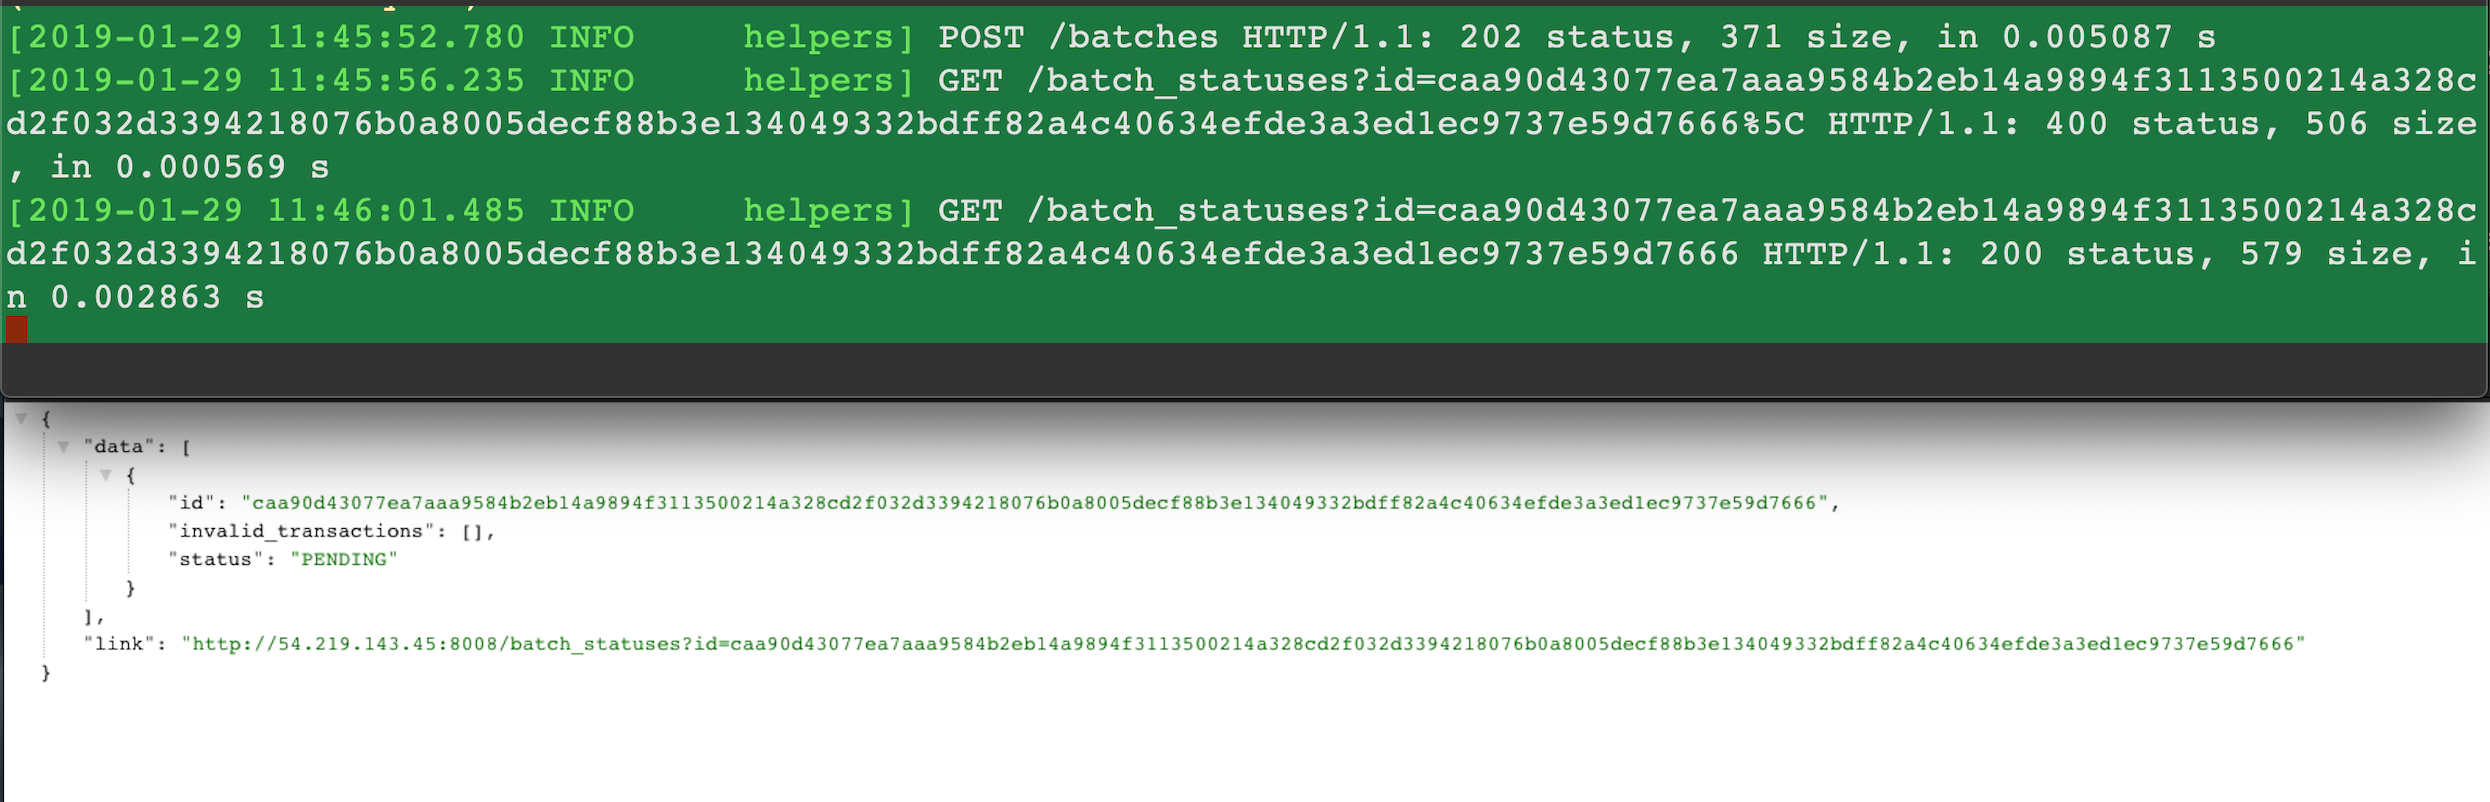 [2019-01-29 11:45:52.780 INFO     helpers] POST /batches HTTP/1.1: 202 status, 371 size, in 0.005087 s
[2019-01-29 11:45:56.235 INFO     helpers] GET /batch_statuses?id=caa90d43077ea7aaa9584b2eb14a9894f3113500214a328c
d2f032d3394218076b0a8005decf88b3e134049332bdff82a4c40634efde3a3ed1ec9737e59d7666%5C HTTP/1.1: 400 status, 506 size
, in 0.000569 s
[2019-01-29 11:46:01.485 INFO     helpers] GET /batch_statuses?id=caa90d43077ea7aaa9584b2eb14a9894f3113500214a328c
d2f032d3394218076b0a8005decf88b3e134049332bdff82a4c40634efde3a3ed1ec9737e59d7666 HTTP/1.1: 200 status, 579 size, i
n 0.002863 s
{
"data": [
{
"id": "caa90d43077ea7aaa9584b2eb14a9894f3113500214a328cd2f032d3394218076b0a8005decf88b3e134049332bdff82a4c40634efde3a3ed1ec9737e59d7666",
"invalid_transactions": [],
"status": "PENDING"
}
],
"link": "http://54.219.143.45:8008/batch_statuses?id=caa90d43077ea7aaa9584b2eb14a9894f3113500214a328cd2f032d3394218076b0a8005decf88b3e134049332bdff82a4c40634efde3a3ed1ec9737e59d7666"
}